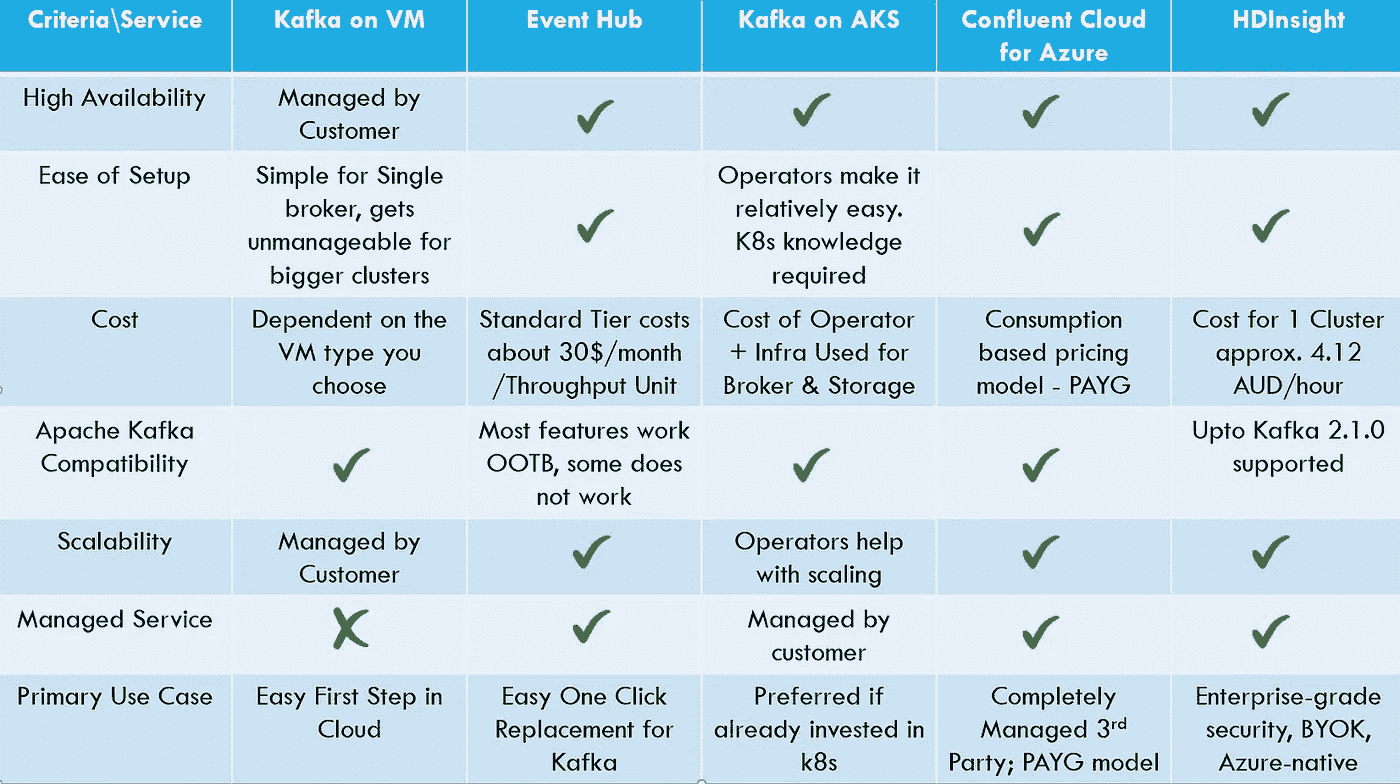 Criteria\Service
Kafka on VM
Event Hub
Kafka on AKS
Confluent Cloud
for Azure
HDInsight
High Availability
Managed by
Customer
✔
✔
✔
✔
Ease of Setup
Simple for Single
broker, gets
unmanageable for
bigger clusters
✔
Operators make it
relatively easy.
K8s knowledge
required
✔
✔
Cost
Dependent on the
VM type you
choose
Standard Tier costs
about 30$/month
/Throughput Unit
Cost of Operator
+ Infra Used for
Broker & Storage
Consumption
based pricing
model - PAYG
Cost for 1 Cluster
approx. 4.12
AUD/hour
Apache Kafka
Compatibility
✔
Most features work
OOTB, some does
not work
✔
✔
Upto Kafka 2.1.0
supported
Scalability
Managed by
Customer
✔
Operators help
with scaling
✔
✔
Managed Service
✘
✔
Managed by
customer
✔
✔
Primary Use Case
Easy First Step in
Cloud
Easy One Click
Replacement for
Kafka
Preferred if
already invested in
k8s
Completely
Managed 3rd
Party; PAYG model
Enterprise-grade
security, BYOK,
Azure-native